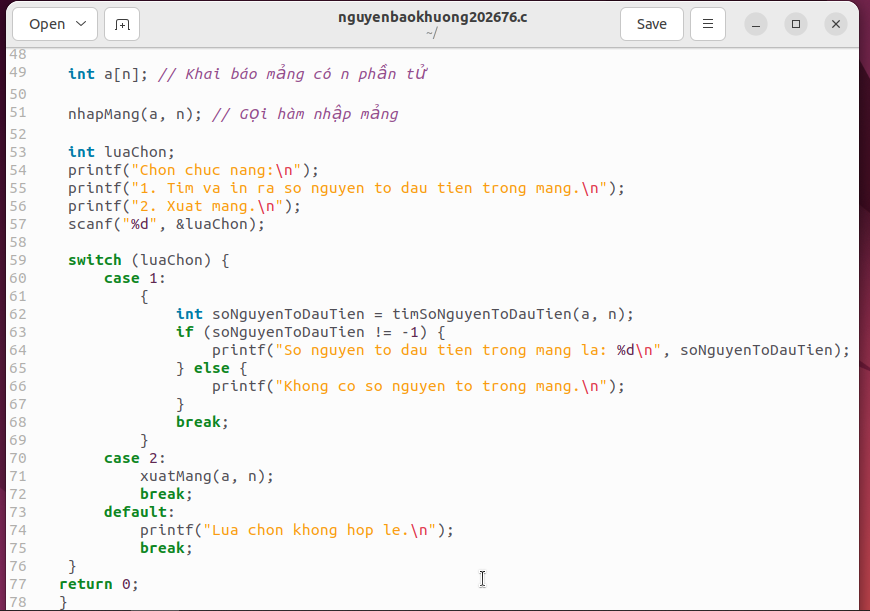 Open
nguyenbaokhuong202676.c
~/
Save
48
49 int a[n]; // Khai báo mảng có n phần tử
50
51 nhapMang(a, n); // Gọi hàm nhập mảng
52
53 int luaChon;
54 printf("Chon chuc nang:\n");
55 printf("1. Tim va in ra so nguyen to dau tien trong mang.\n");
56 printf("2. Xuat mang.\n");
57 scanf("%d", &luaChon);
58
59 switch (luaChon) {
60 case 1:
61 {
62 int soNguyenToDauTien = timSoNguyenToDauTien(a, n);
63 if (soNguyenToDauTien != -1) {
64 printf("So nguyen to dau tien trong mang la: %d\n", soNguyenToDauTien);
65 } else {
66 printf("Khong co so nguyen to trong mang.\n");
67 }
68 break;
69 }
70 case 2:
71 xuatMang(a, n);
72 break;
73 default:
74 printf("Lua chon khong hop le.\n");
75 break;
76 }
77 return 0;
78 }